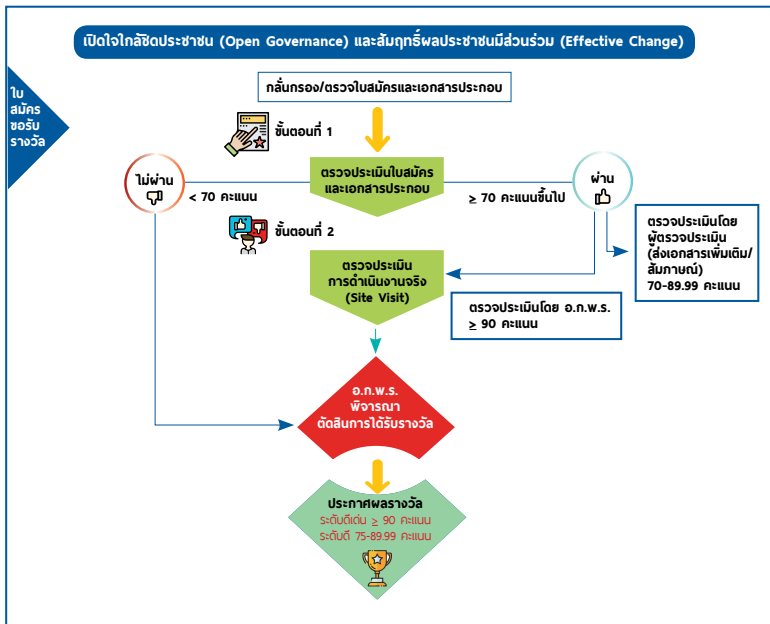 เปิดใจใกล้ชิดประชาชน (Open Governance) และสัมฤทธิ์ผลประชาชนมีส่วนร่วม (Effective Change)
ใบ
สมัคร
ขอรับ
รางวัล
กลั่นกรอง/ตรวจใบสมัครและเอกสารประกอบ
ขั้นตอนที่ 1
ตรวจประเมินใบสมัคร
และเอกสารประกอบ
ไม่ผ่าน
< 70 คะแนน
≥ 70 คะแนนขึ้นไป
ผ่าน
ขั้นตอนที่ 2
ตรวจประเมิน
การดำเนินงานจริง
(Site Visit)
ตรวจประเมินโดย
ผู้ตรวจประเมิน
(ส่งเอกสารเพิ่มเติม/
สัมภาษณ์)
70-89.99 คะแนน
ตรวจประเมินโดย อ.ก.พ.ร.
≥ 90 คะแนน
อ.ก.พ.ร.
พิจารณา
ตัดสินการได้รับรางวัล
ประกาศผลรางวัล
ระดับดีเด่น ≥ 90 คะแนน
ระดับดี 75-89.99 คะแนน